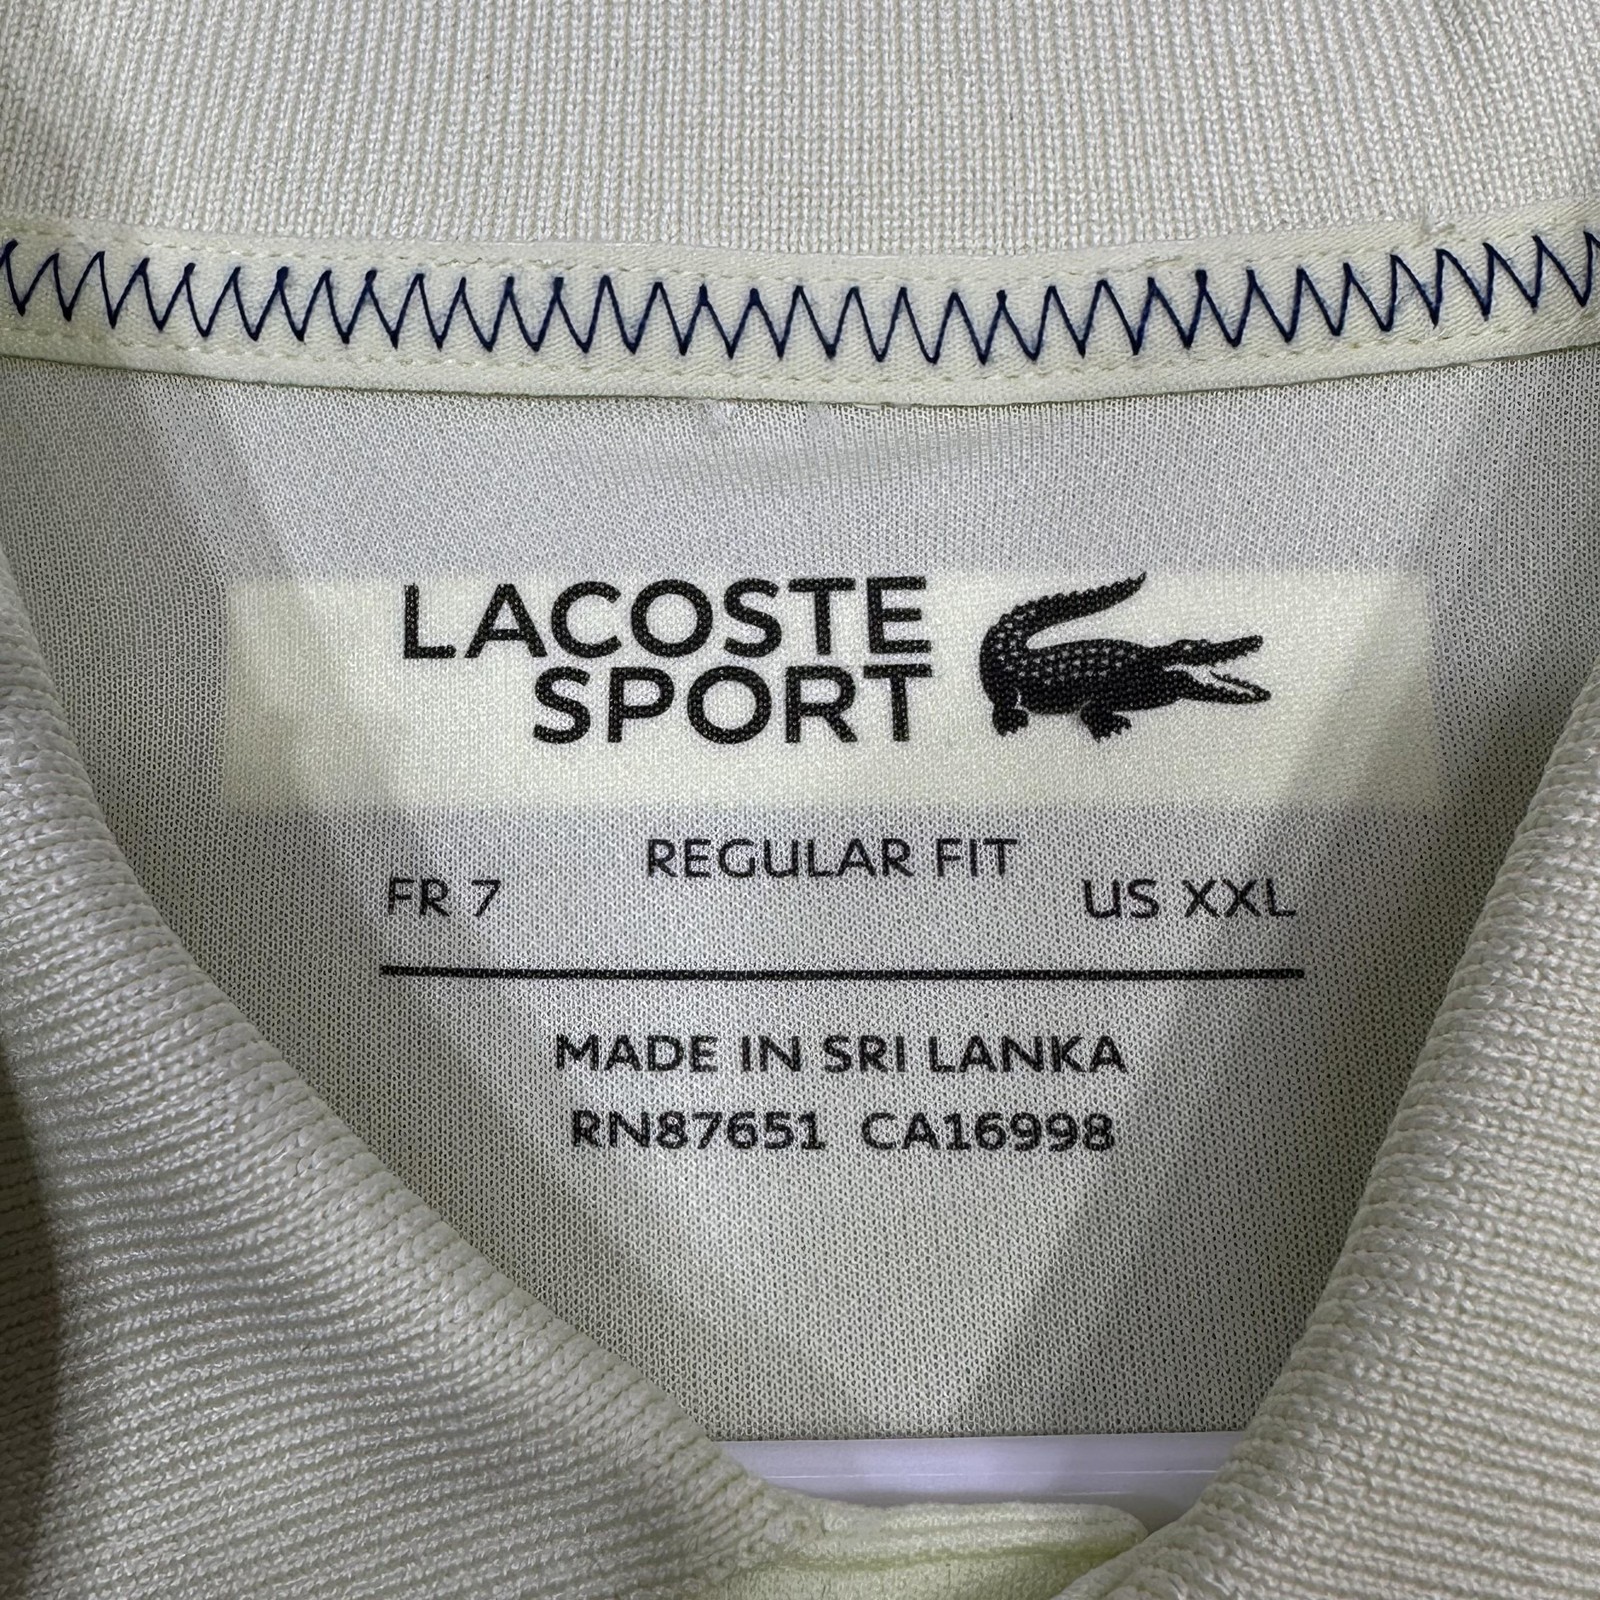 LACOSTE
SPORT
REGULAR FIT
FR 7 US XXL
MADE IN SRI LANKA
RN87651 CA16998